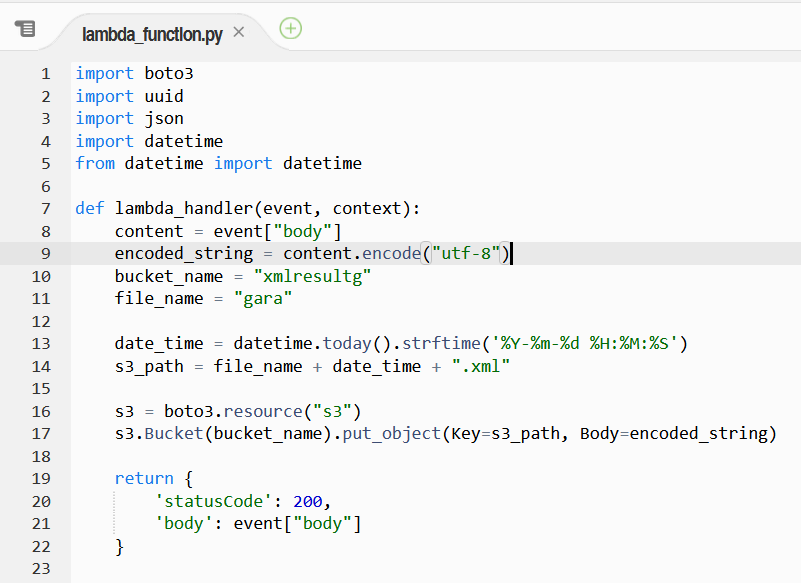 lambda_function.py
1 import boto3
2 import uuid
3 import json
4 import datetime
5 from datetime import datetime
6
7 def lambda_handler(event, context):
8     content = event["body"]
9     encoded_string = content.encode("utf-8")
10     bucket_name = "xmlresultg"
11     file_name = "gara"
12
13     date_time = datetime.today().strftime('%Y-%m-%d %H:%M:%S')
14     s3_path = file_name + date_time + ".xml"
15
16     s3 = boto3.resource("s3")
17     s3.Bucket(bucket_name).put_object(Key=s3_path, Body=encoded_string)
18
19     return {
20         'statusCode': 200,
21         'body': event["body"]
22     }
23